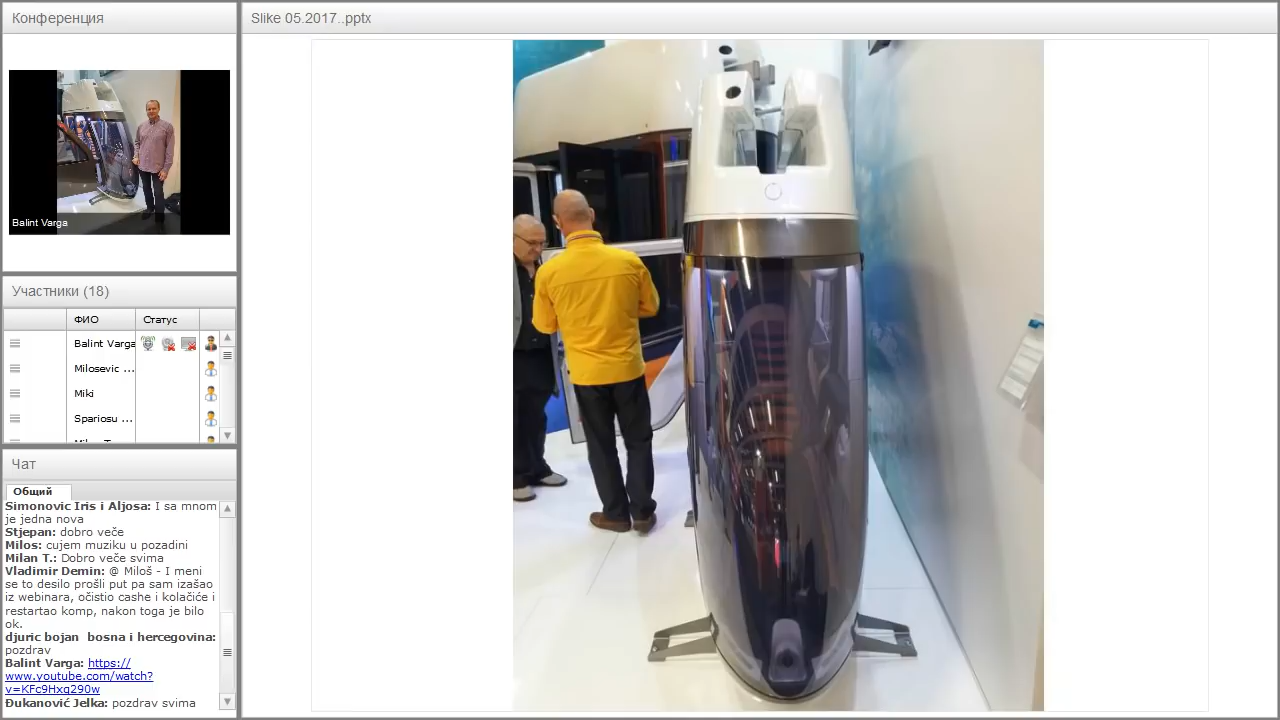 Конференция
Slike 05.2017..pptx
Balint Varga
Участники (18)
ФИО
Статус
Balint Varga
Milosevic ...
Miki
Spariosu ...
Чат
Общий
Simonovic Iris i Aljosa: I sa mnom
je jedna nova
Stjepan: dobro veče
Milos: cujem muziku u pozadini
Milan T.: Dobro veče svima
Vladimir Demin: @ Miloš - I meni
se to desilo prošli put pa sam izašao
iz webinara, očistio cashe i kolačiće i
restartao komp, nakon toga je bilo
ok.
djuric bojan  bosna i hercegovina:
pozdrav
Balint Varga: https://
www.youtube.com/watch?
v=KFc9Hxq290w
Đukanović Jelka: pozdrav svima